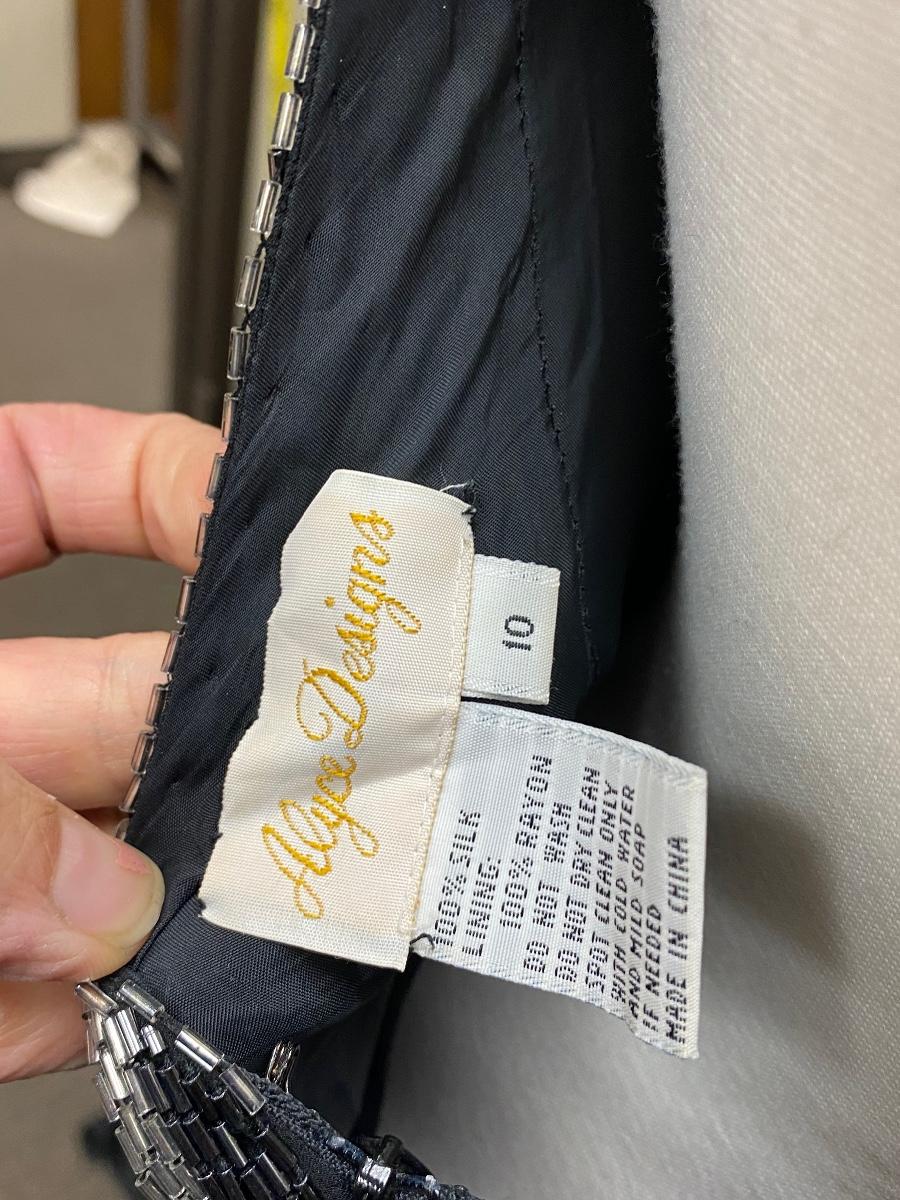 Alyce Designs
10
100% SILK
LINING:
100% RAYON
DO NOT WASH
DO NOT DRY CLEAN
SPOT CLEAN ONLY
WITH COLD WATER
AND MILD SOAP
IF NEEDED
MADE IN CHINA